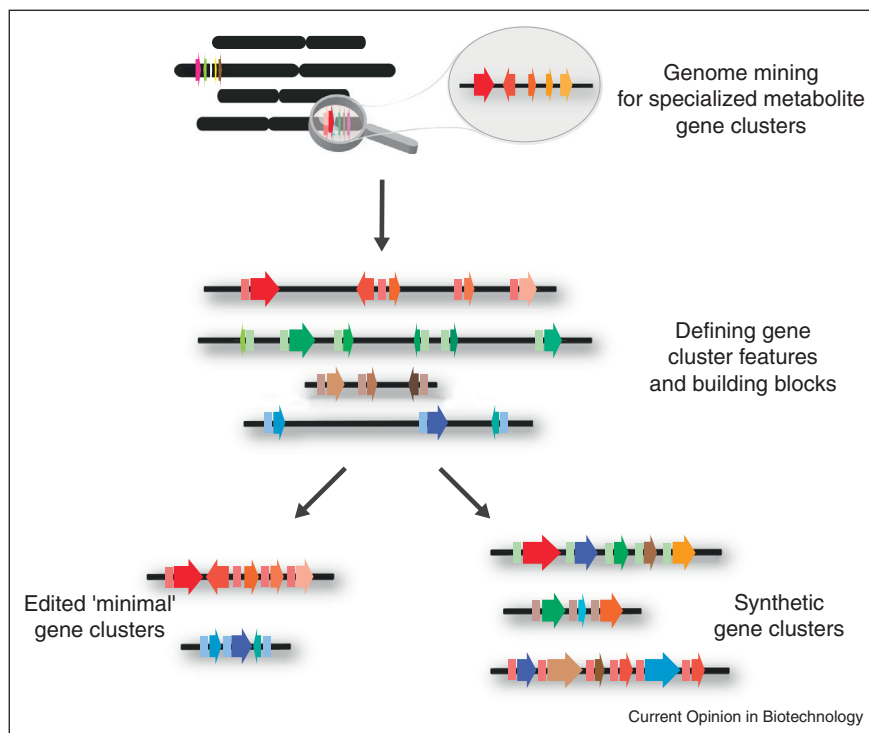 Genome mining
for specialized metabolite
gene clusters
Defining gene
cluster features
and building blocks
Edited 'minimal'
gene clusters
Synthetic
gene clusters
Current Opinion in Biotechnology